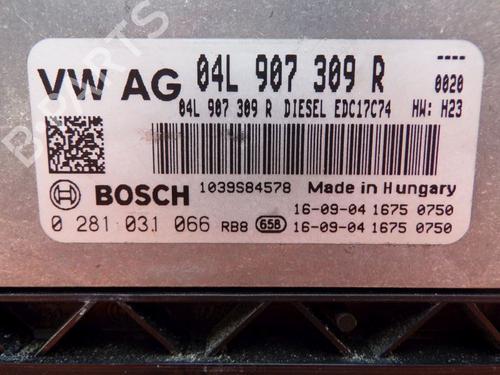 VW AG 04L 907 309 R ----
0020
04L 907 309 R DIESEL EDC17C74 HW: H23
BOSCH 1039S84578 Made in Hungary
0 281 031 066 RB8 658 16-09-04 1675 0750
16-09-04 1675 0750
B-PARTS